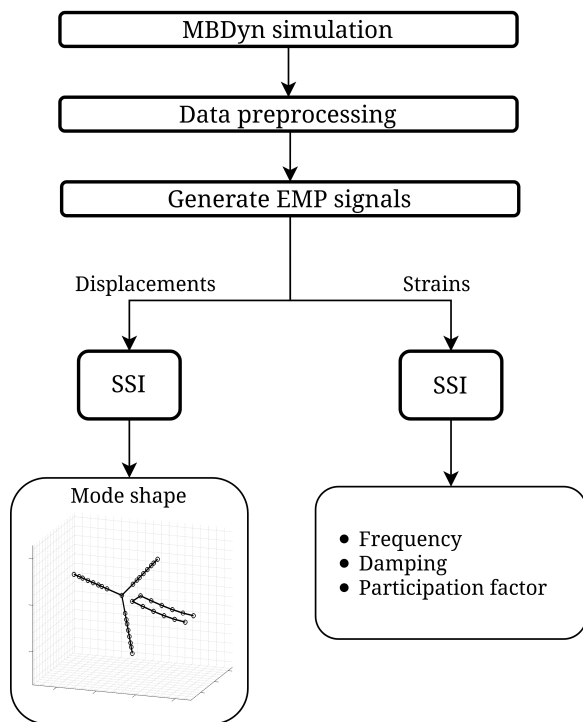 MBDyn simulation
Data preprocessing
Generate EMP signals
Displacements
Strains
SSI
SSI
Mode shape
● Frequency
● Damping
● Participation factor